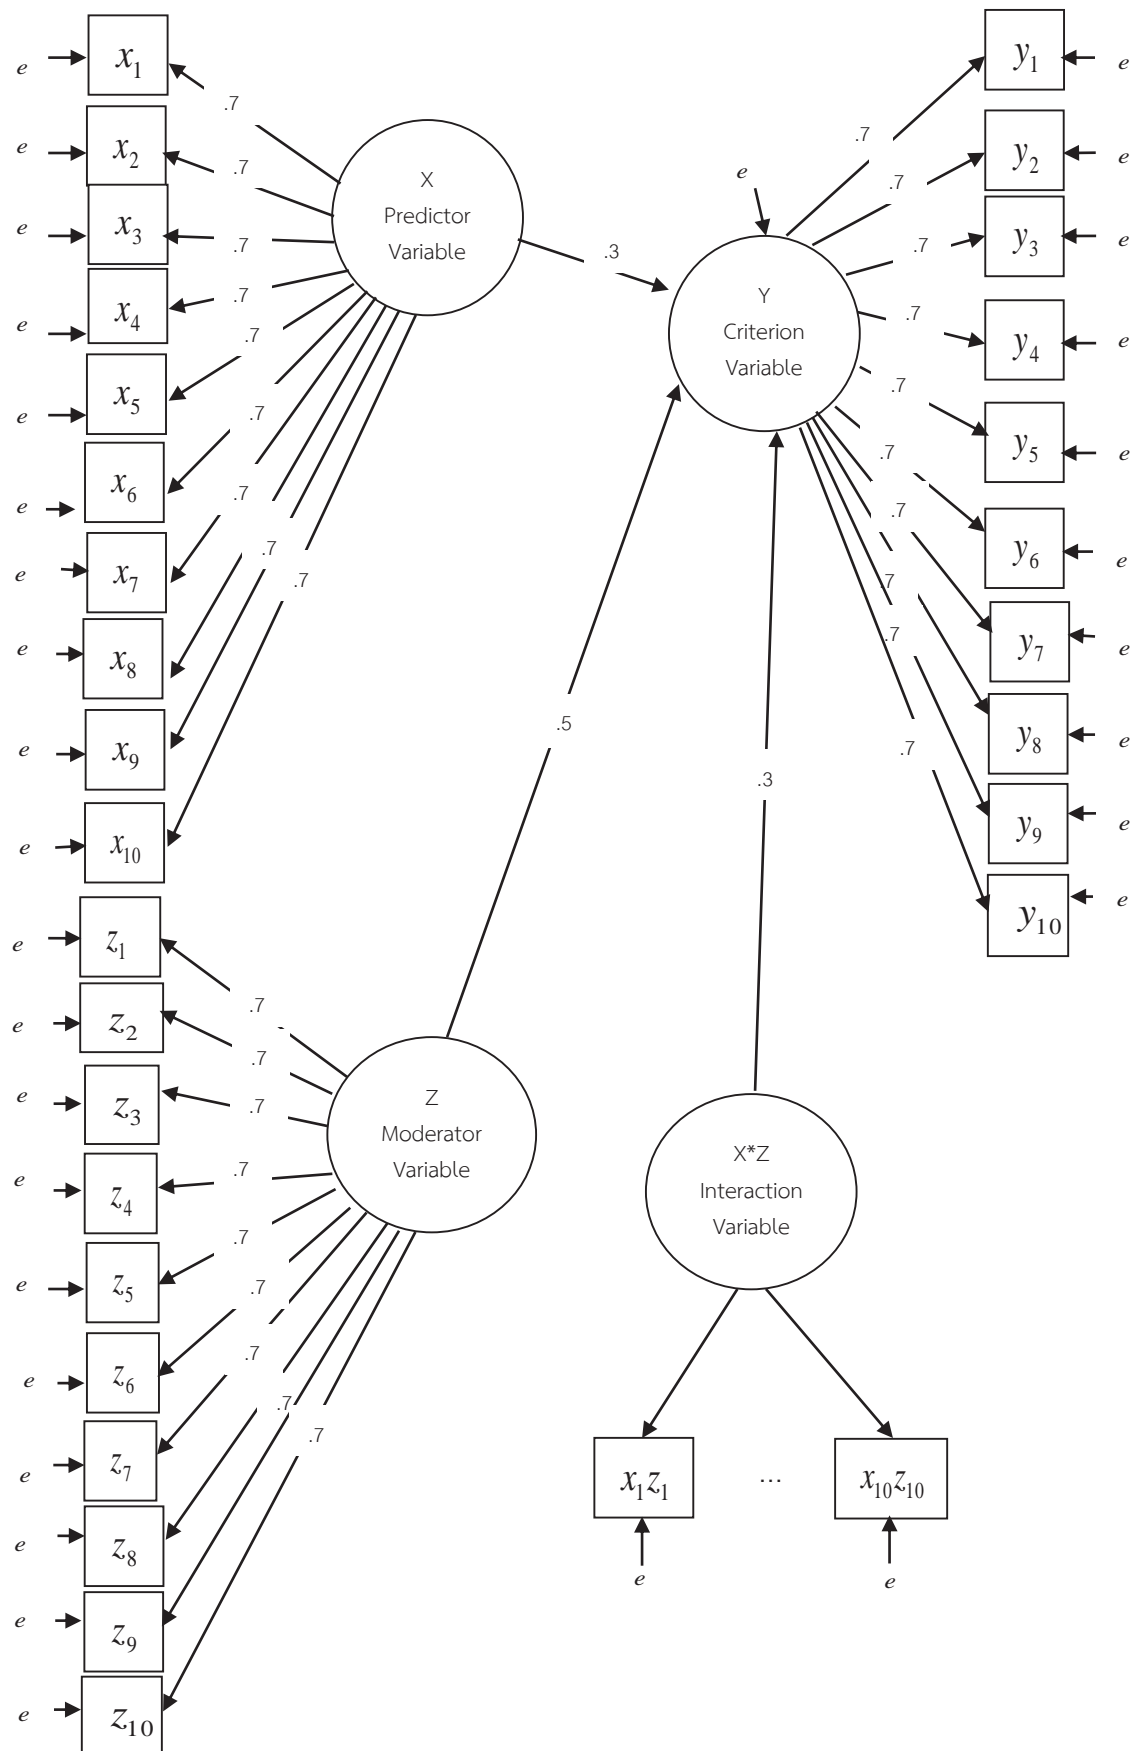 e
x₁
.7
e
x₂
.7
e
x₃
.7
e
x₄
.7
e
x₅
.7
e
x₆
.7
e
x₇
.7
e
x₈
.7
e
x₉
.7
e
x₁₀
X
Predictor
Variable
.3
e
Y
Criterion
Variable
.7
y₁
e
.7
y₂
e
.7
y₃
e
.7
y₄
e
.7
y₅
e
.7
y₆
e
.7
y₇
e
.7
y₈
e
.7
y₉
e
.7
y₁₀
e
.5
.3
e
z₁
.7
e
z₂
.7
e
z₃
.7
e
z₄
.7
e
z₅
.7
e
z₆
.7
e
z₇
.7
e
z₈
.7
e
z₉
.7
e
z₁₀
Z
Moderator
Variable
X*Z
Interaction
Variable
x₁z₁
...
x₁₀z₁₀
e
e